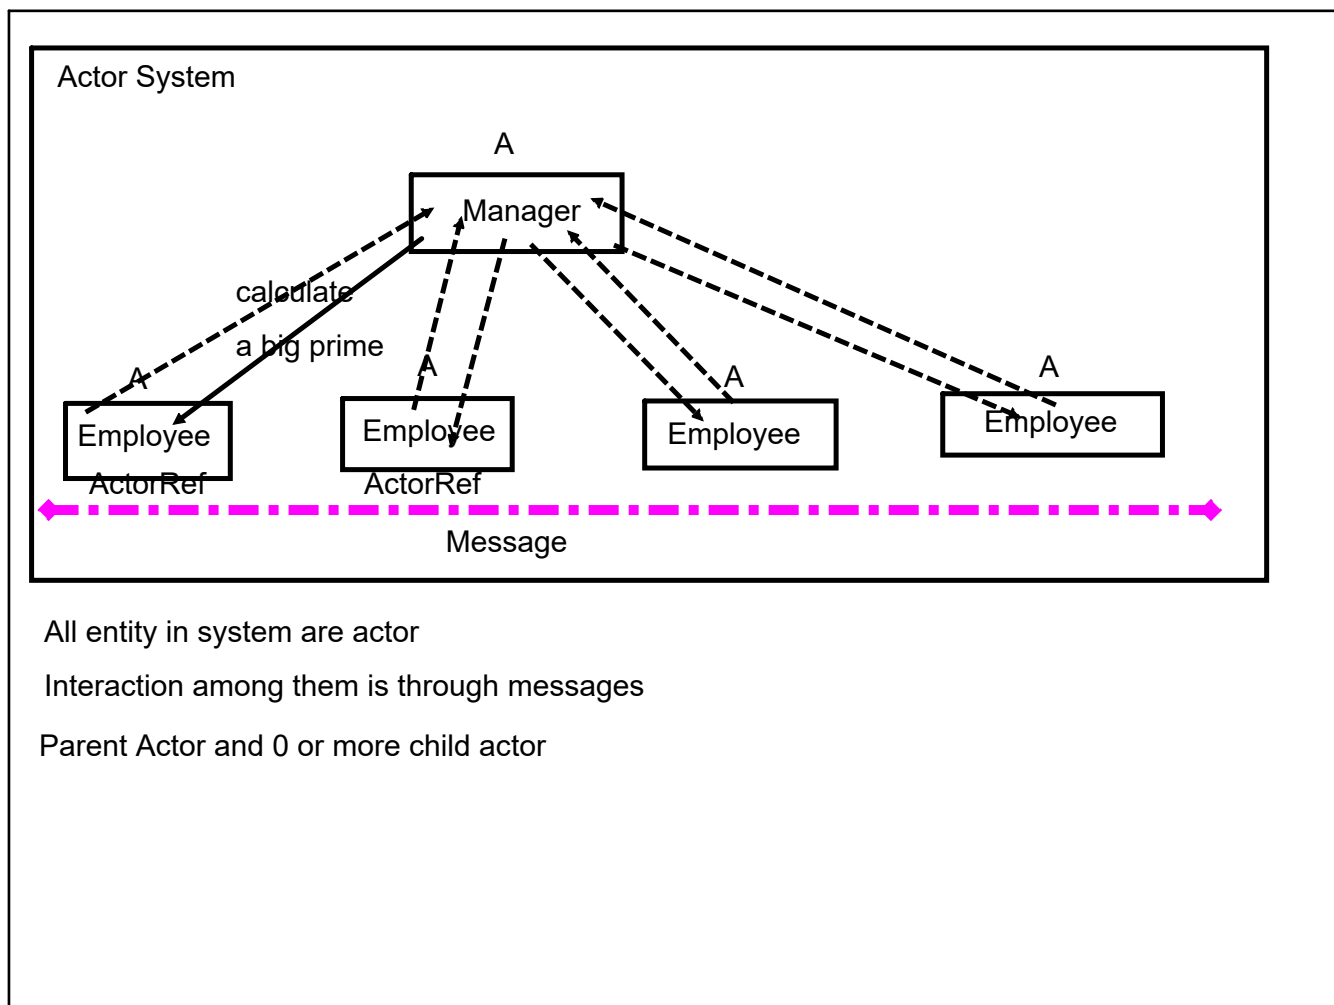 Actor System
A
Manager
calculate
a big prime
A
A
A
A
Employee
Employee
Employee
Employee
ActorRef
ActorRef
Message
All entity in system are actor
Interaction among them is through messages
Parent Actor and 0 or more child actor